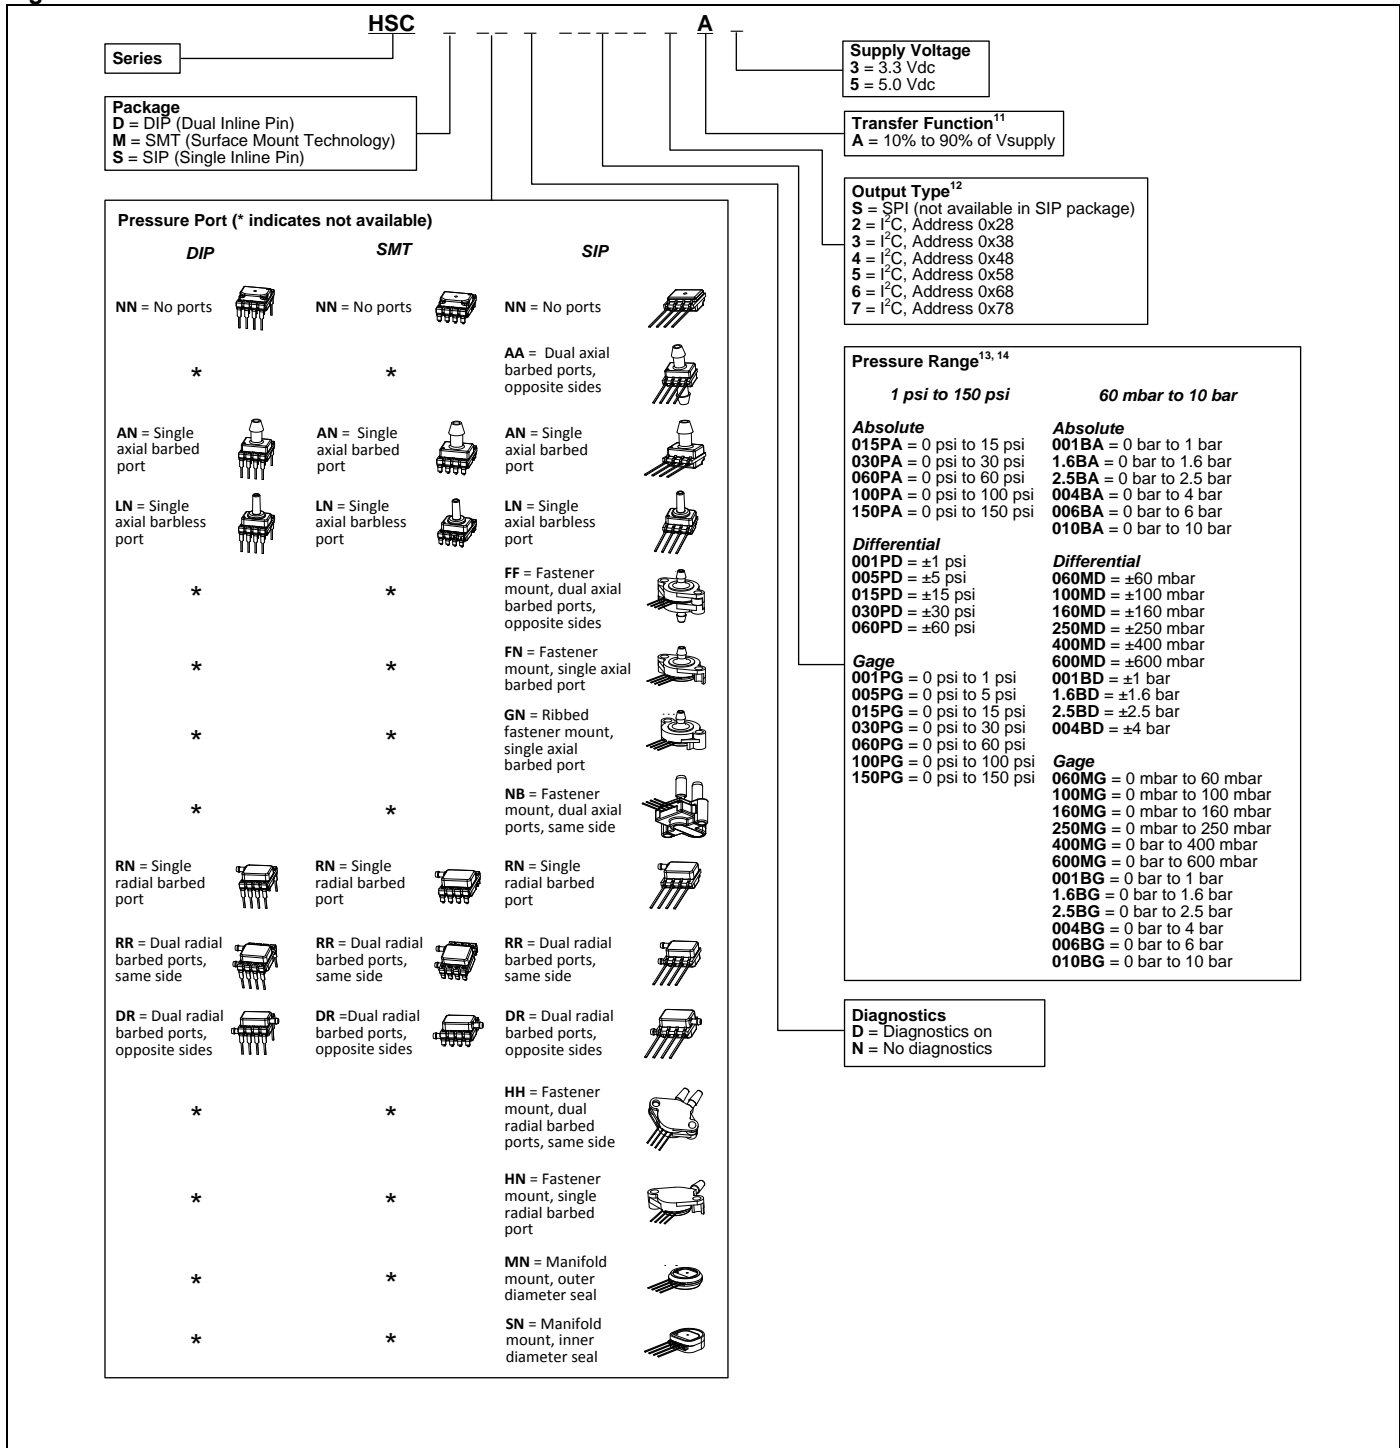 HSC _ _ _ _ _ _ _ _ _ _ A _
Series
Package
D = DIP (Dual Inline Pin)
M = SMT (Surface Mount Technology)
S = SIP (Single Inline Pin)
Supply Voltage
3 = 3.3 Vdc
5 = 5.0 Vdc
Transfer Function11
A = 10% to 90% of Vsupply
Output Type12
S = SPI (not available in SIP package)
2 = I2C, Address 0x28
3 = I2C, Address 0x38
4 = I2C, Address 0x48
5 = I2C, Address 0x58
6 = I2C, Address 0x68
7 = I2C, Address 0x78
Pressure Port (* indicates not available)
DIP
SMT
SIP
NN = No ports
NN = No ports
NN = No ports
*
*
AA = Dual axial
barbed ports,
opposite sides
AN = Single
axial barbed
port
AN = Single
axial barbed
port
AN = Single
axial barbed
port
LN = Single
axial barbless
port
LN = Single
axial barbless
port
LN = Single
axial barbless
port
*
*
FF = Fastener
mount, dual axial
barbed ports,
opposite sides
*
*
FN = Fastener
mount, single axial
barbed port
*
*
GN = Ribbed
fastener mount,
single axial
barbed port
*
*
NB = Fastener
mount, dual axial
ports, same side
RN = Single
radial barbed
port
RN = Single
radial barbed
port
RN = Single
radial barbed
port
RR = Dual radial
barbed ports,
same side
RR = Dual radial
barbed ports,
same side
RR = Dual radial
barbed ports,
same side
DR = Dual radial
barbed ports,
opposite sides
DR =Dual radial
barbed ports,
opposite sides
DR = Dual radial
barbed ports,
opposite sides
*
*
HH = Fastener
mount, dual
radial barbed
ports, same side
*
*
HN = Fastener
mount, single
radial barbed
port
*
*
MN = Manifold
mount, outer
diameter seal
*
*
SN = Manifold
mount, inner
diameter seal
Pressure Range13, 14
1 psi to 150 psi
Absolute
015PA = 0 psi to 15 psi
030PA = 0 psi to 30 psi
060PA = 0 psi to 60 psi
100PA = 0 psi to 100 psi
150PA = 0 psi to 150 psi
Differential
001PD = ±1 psi
005PD = ±5 psi
015PD = ±15 psi
030PD = ±30 psi
060PD = ±60 psi
Gage
001PG = 0 psi to 1 psi
005PG = 0 psi to 5 psi
015PG = 0 psi to 15 psi
030PG = 0 psi to 30 psi
060PG = 0 psi to 60 psi
100PG = 0 psi to 100 psi
150PG = 0 psi to 150 psi
60 mbar to 10 bar
Absolute
001BA = 0 bar to 1 bar
1.6BA = 0 bar to 1.6 bar
2.5BA = 0 bar to 2.5 bar
004BA = 0 bar to 4 bar
006BA = 0 bar to 6 bar
010BA = 0 bar to 10 bar
Differential
060MD = ±60 mbar
100MD = ±100 mbar
160MD = ±160 mbar
250MD = ±250 mbar
400MD = ±400 mbar
600MD = ±600 mbar
001BD = ±1 bar
1.6BD = ±1.6 bar
2.5BD = ±2.5 bar
004BD = ±4 bar
Gage
060MG = 0 mbar to 60 mbar
100MG = 0 mbar to 100 mbar
160MG = 0 mbar to 160 mbar
250MG = 0 mbar to 250 mbar
400MG = 0 bar to 400 mbar
600MG = 0 bar to 600 mbar
001BG = 0 bar to 1 bar
1.6BG = 0 bar to 1.6 bar
2.5BG = 0 bar to 2.5 bar
004BG = 0 bar to 4 bar
006BG = 0 bar to 6 bar
010BG = 0 bar to 10 bar
Diagnostics
D = Diagnostics on
N = No diagnostics